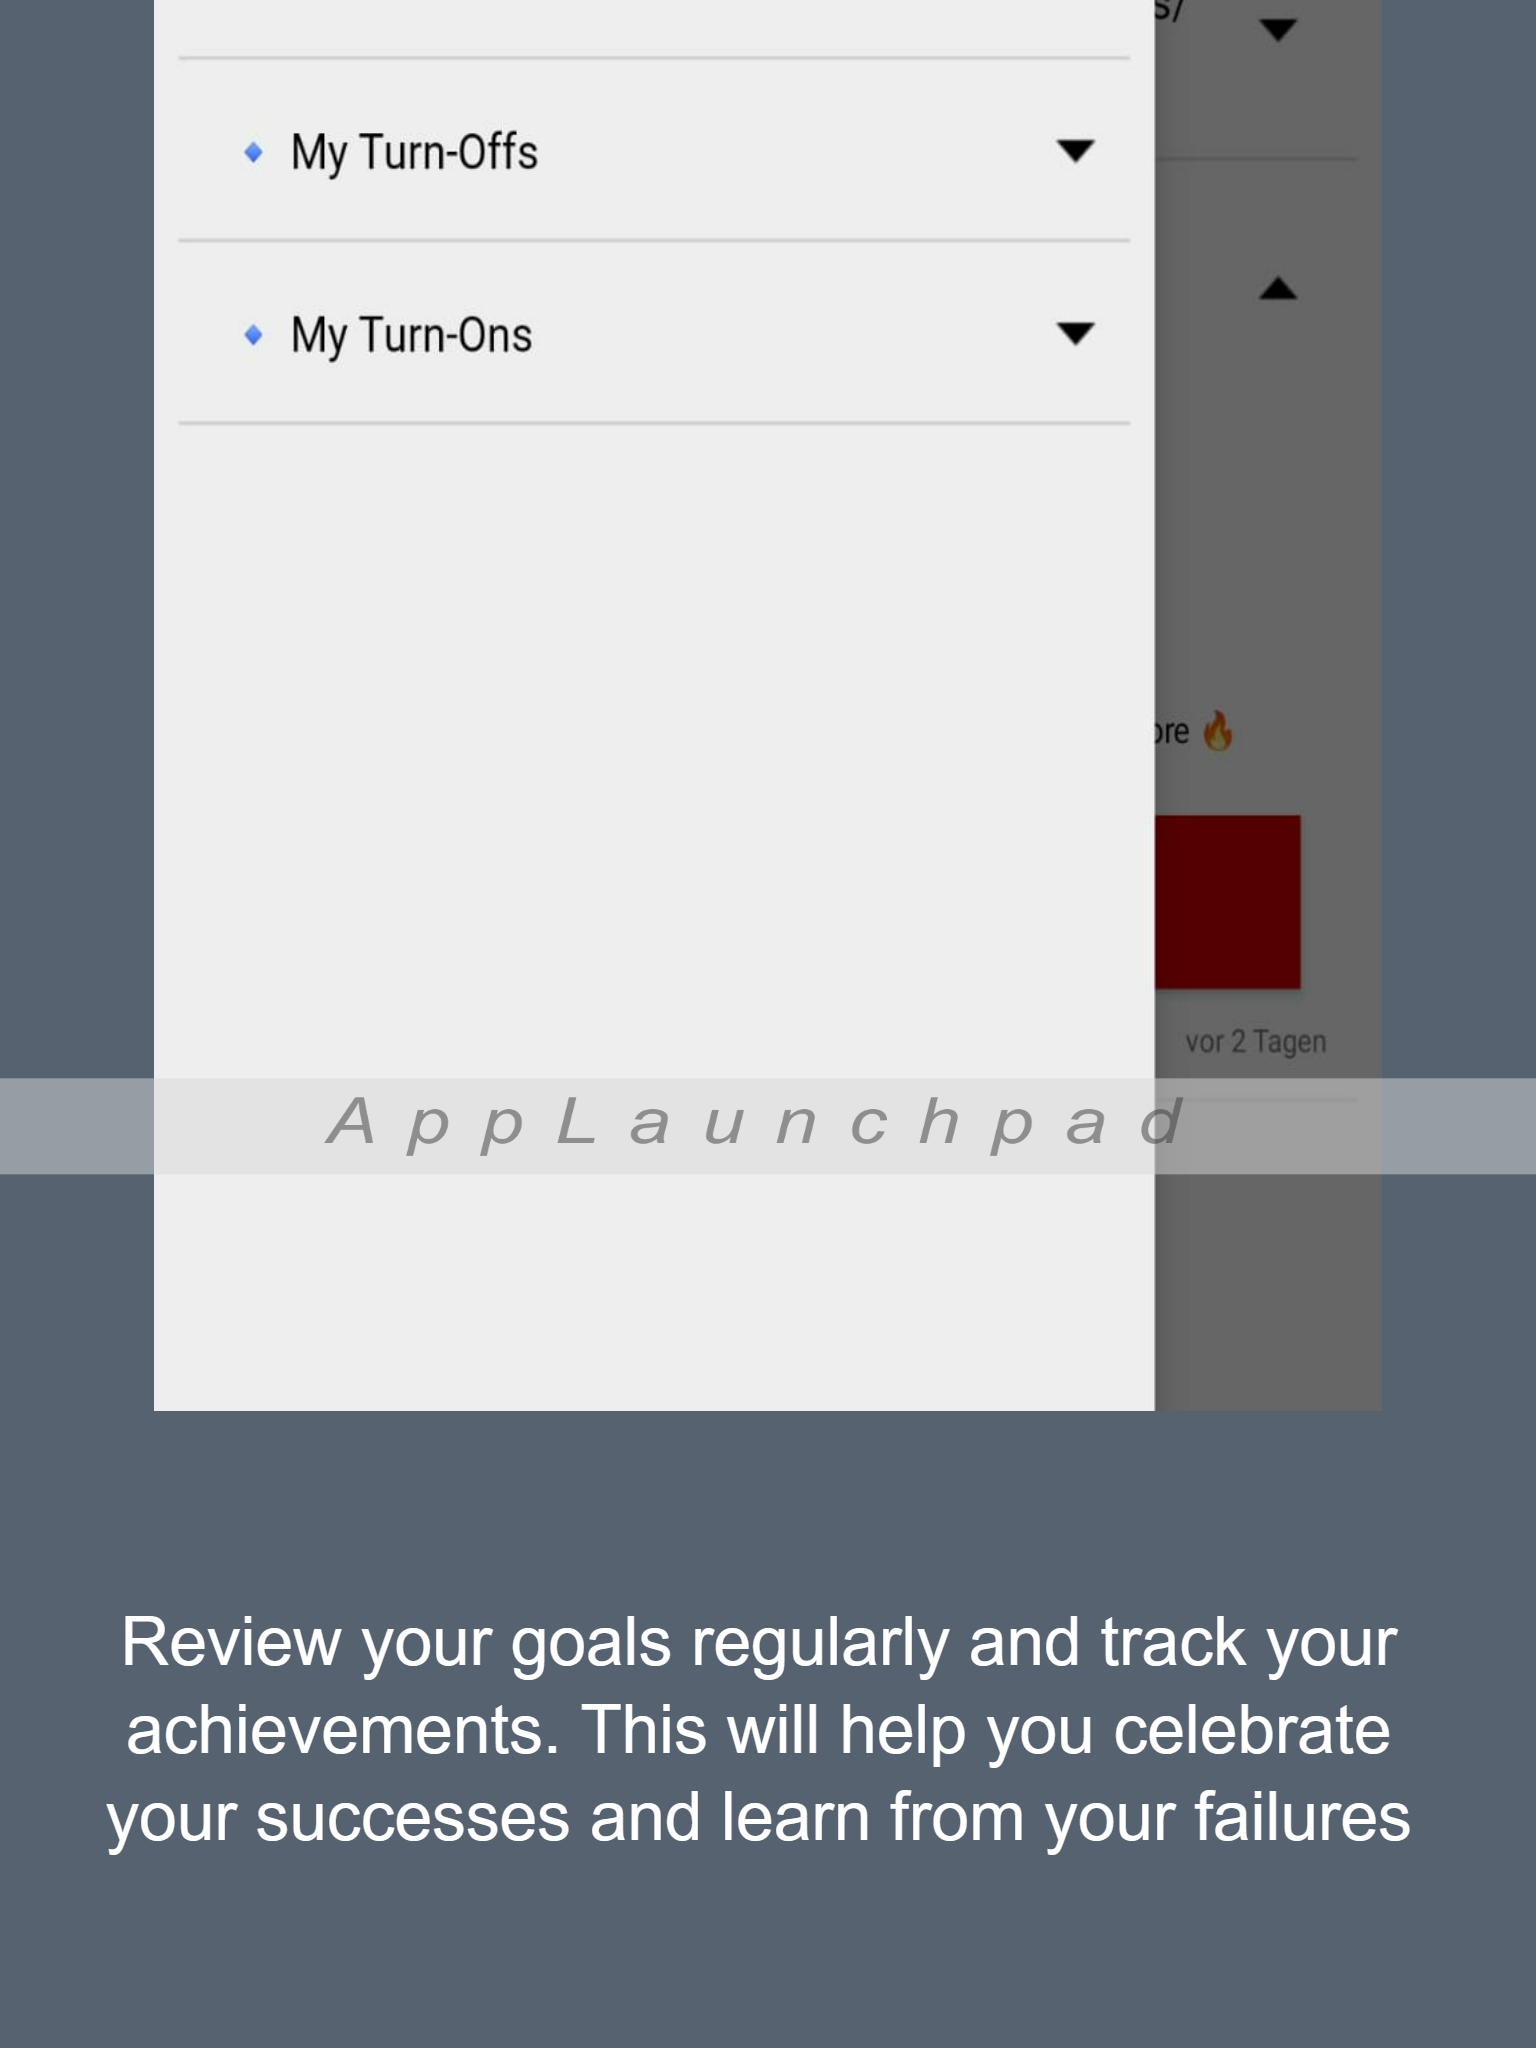 s/
My Turn-Offs
My Turn-Ons
ore 🔥
vor 2 Tagen
AppLaunchpad
Review your goals regularly and track your
achievements. This will help you celebrate
your successes and learn from your failures